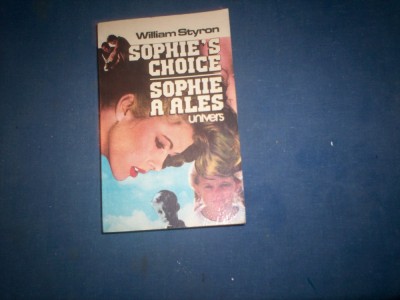 William Styron
SOPHIE'S
CHOICE
SOPHIE
A ALES
univers